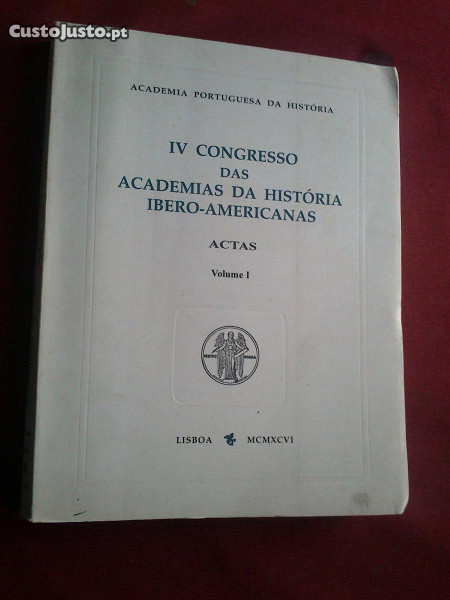 CustoJusto.pt
ACADEMIA PORTUGUESA DA HISTÓRIA
IV CONGRESSO
DAS
ACADEMIAS DA HISTÓRIA
IBERO-AMERICANAS
ACTAS
Volume I
LISBOA MCMXCVI